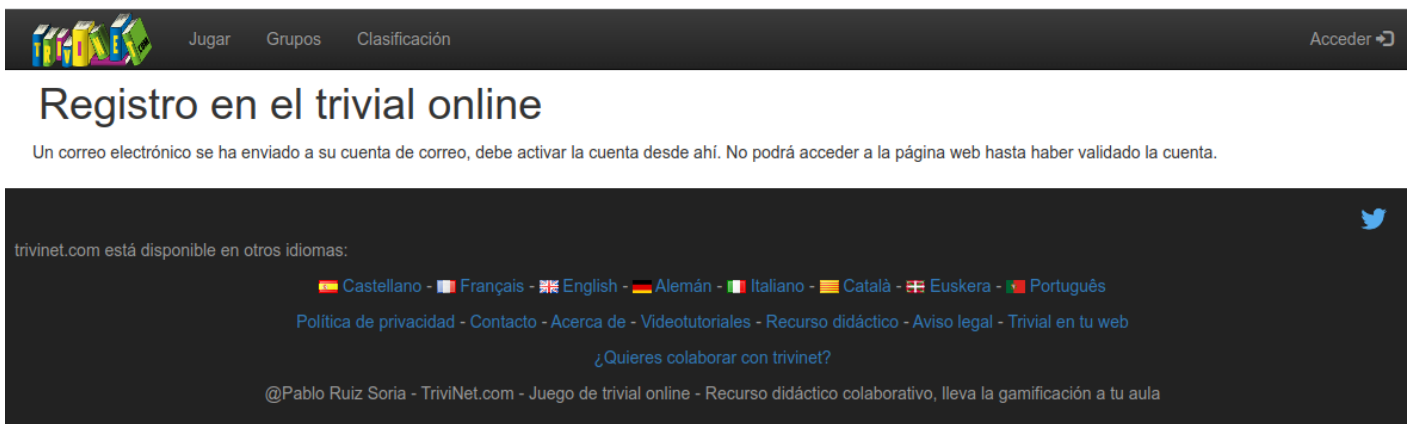 TRIVINET
Jugar Grupos Clasificación Acceder
Registro en el trivial online
Un correo electrónico se ha enviado a su cuenta de correo, debe activar la cuenta desde ahí. No podrá acceder a la página web hasta haber validado la cuenta.
trivinet.com está disponible en otros idiomas:
Castellano - Français - English - Alemán - Italiano - Català - Euskera - Português
Política de privacidad - Contacto - Acerca de - Videotutoriales - Recurso didáctico - Aviso legal - Trivial en tu web
¿Quieres colaborar con trivinet?
@Pablo Ruiz Soria - TriviNet.com - Juego de trivial online - Recurso didáctico colaborativo, lleva la gamificación a tu aula